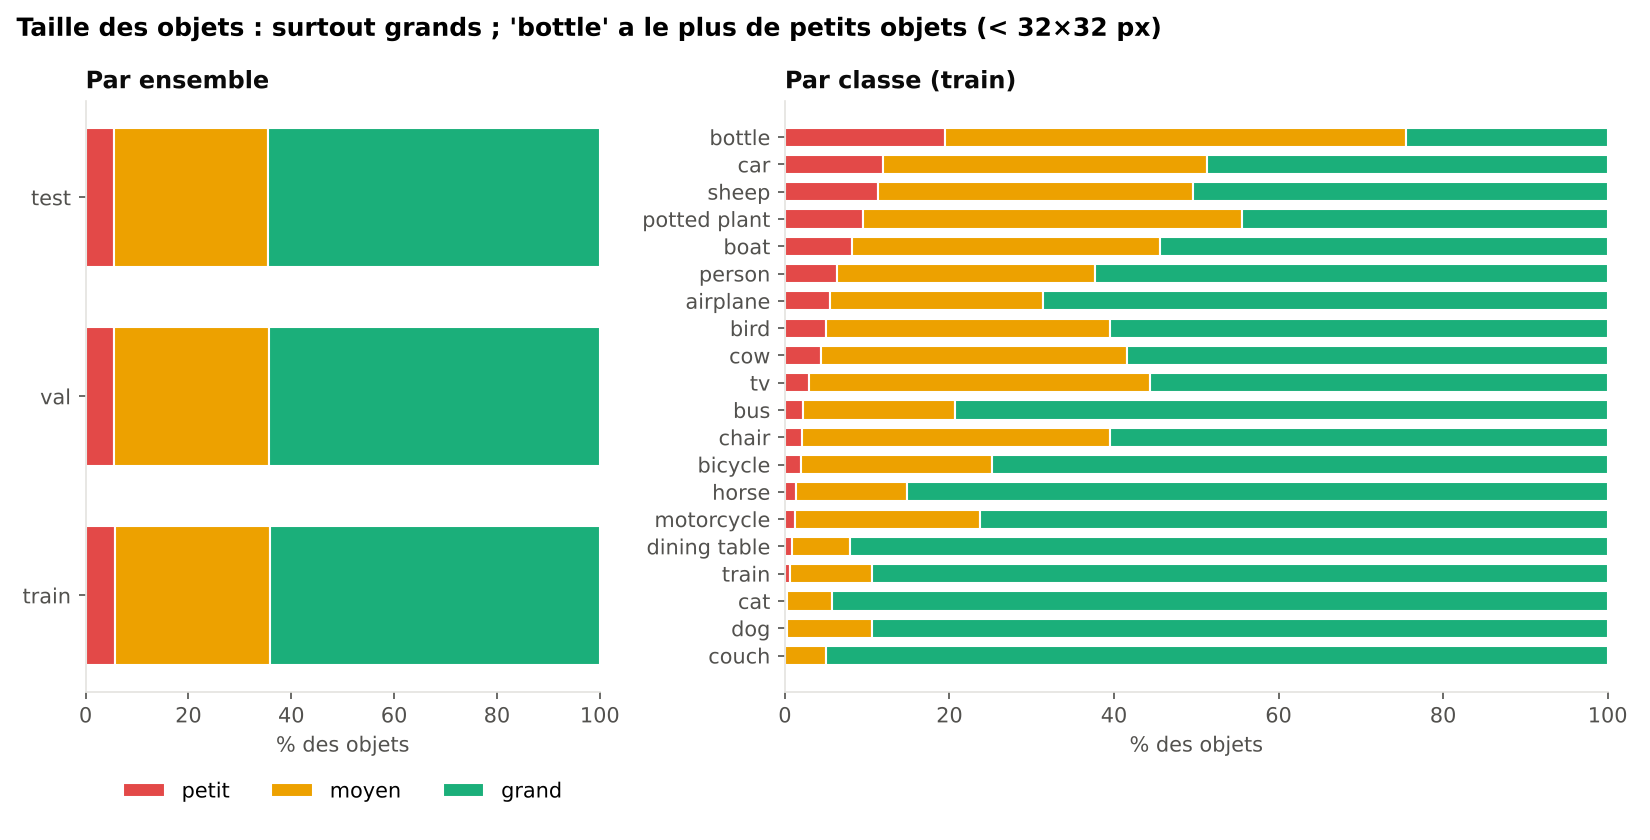 Taille des objets : surtout grands ; 'bottle' a le plus de petits objets (< 32×32 px)
Par ensemble
test
val
train
0 20 40 60 80 100
% des objets
petit moyen grand
Par classe (train)
bottle
car
sheep
potted plant
boat
person
airplane
bird
cow
tv
bus
chair
bicycle
horse
motorcycle
dining table
train
cat
dog
couch
0 20 40 60 80 100
% des objets